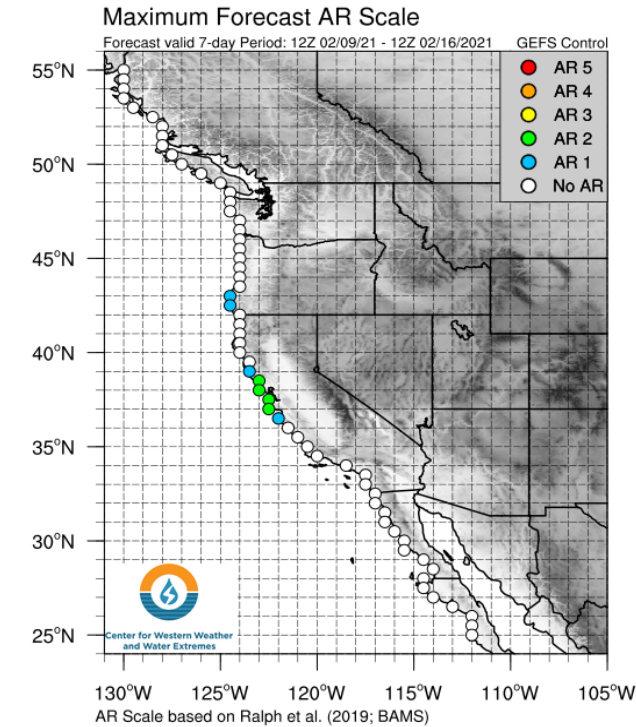 Maximum Forecast AR Scale
Forecast valid 7-day Period: 12Z 02/09/21 - 12Z 02/16/2021 GEFS Control
AR 5
AR 4
AR 3
AR 2
AR 1
No AR
55°N
50°N
45°N
40°N
35°N
30°N
25°N
Center for Western Weather
and Water Extremes
130°W 125°W 120°W 115°W 110°W 105°W
AR Scale based on Ralph et al. (2019; BAMS)